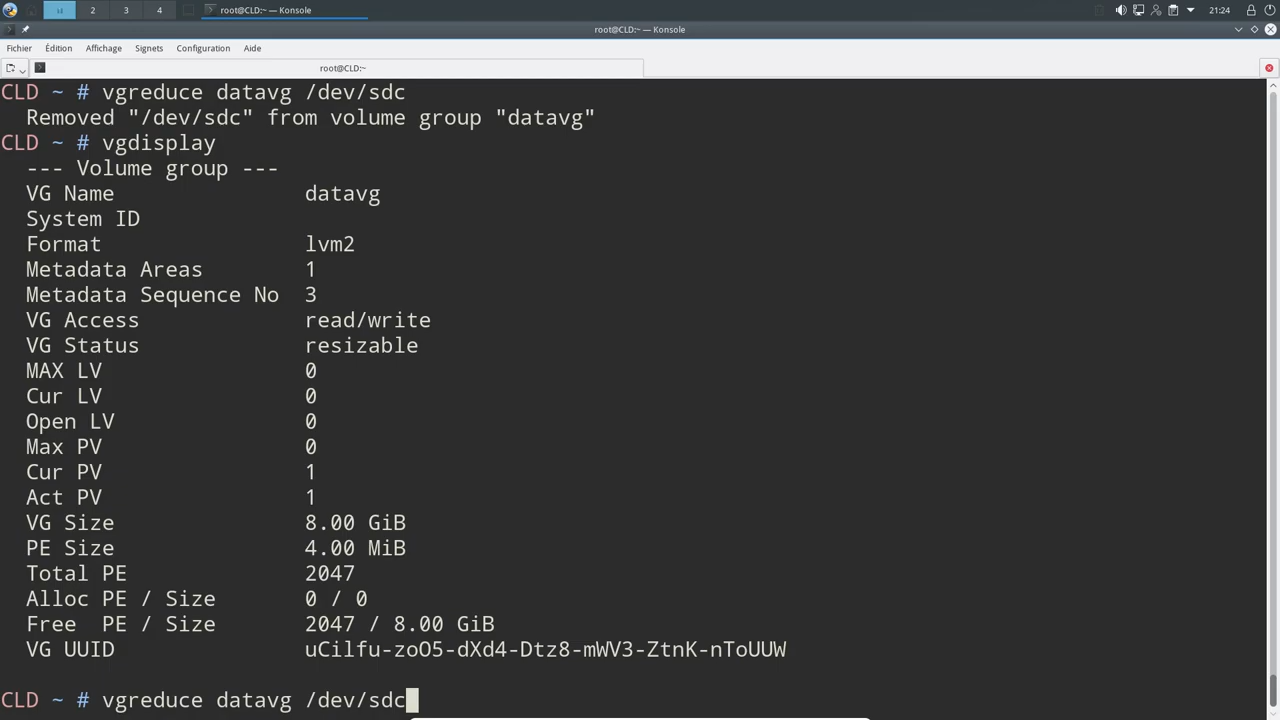 2 3 4 root@CLD:~ — Konsole 21:24
root@CLD:~ — Konsole
Fichier Édition Affichage Signets Configuration Aide
root@CLD:~
CLD ~ # vgreduce datavg /dev/sdc
Removed "/dev/sdc" from volume group "datavg"
CLD ~ # vgdisplay
--- Volume group ---
VG Name datavg
System ID
Format lvm2
Metadata Areas 1
Metadata Sequence No 3
VG Access read/write
VG Status resizable
MAX LV 0
Cur LV 0
Open LV 0
Max PV 0
Cur PV 1
Act PV 1
VG Size 8.00 GiB
PE Size 4.00 MiB
Total PE 2047
Alloc PE / Size 0 / 0
Free PE / Size 2047 / 8.00 GiB
VG UUID uCilfu-zoO5-dXd4-Dtz8-mWV3-ZtnK-nToUUW
CLD ~ # vgreduce datavg /dev/sdc